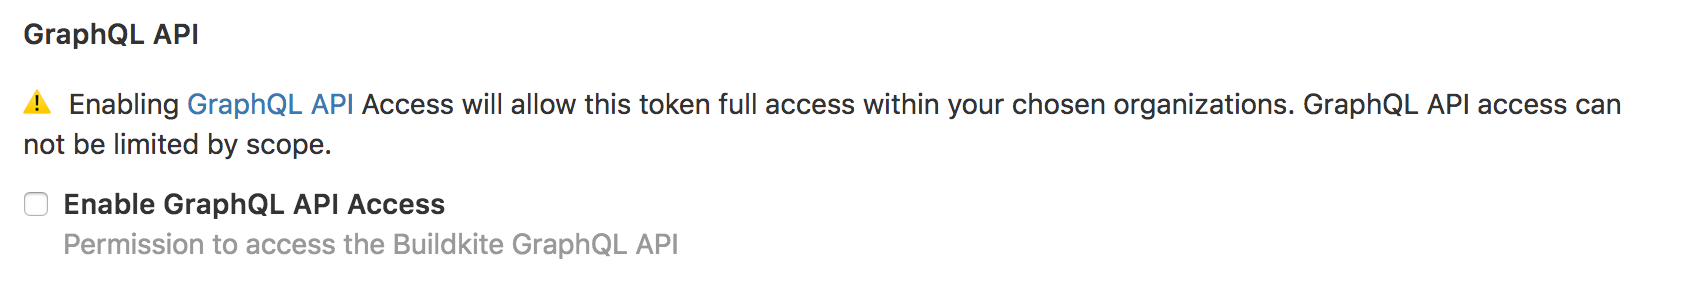 GraphQL API
Enabling GraphQL API Access will allow this token full access within your chosen organizations. GraphQL API access can
not be limited by scope.
Enable GraphQL API Access
Permission to access the Buildkite GraphQL API